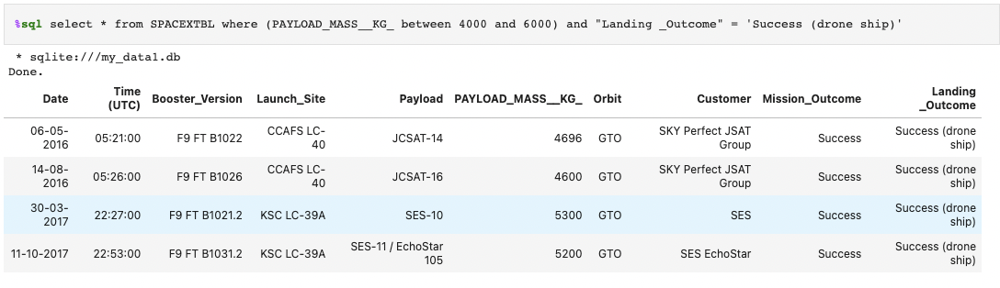 %sql select * from SPACEXTBL where (PAYLOAD_MASS__KG_ between 4000 and 6000) and "Landing _Outcome" = 'Success (drone ship)'
* sqlite:///my_data1.db
Done.
Date Time (UTC) Booster_Version Launch_Site Payload PAYLOAD_MASS__KG_ Orbit Customer Mission_Outcome Landing _Outcome
06-05-2016 05:21:00 F9 FT B1022 CCAFS LC-40 JCSAT-14 4696 GTO SKY Perfect JSAT Group Success Success (drone ship)
14-08-2016 05:26:00 F9 FT B1026 CCAFS LC-40 JCSAT-16 4600 GTO SKY Perfect JSAT Group Success Success (drone ship)
30-03-2017 22:27:00 F9 FT B1021.2 KSC LC-39A SES-10 5300 GTO SES Success Success (drone ship)
11-10-2017 22:53:00 F9 FT B1031.2 KSC LC-39A SES-11 / EchoStar 105 5200 GTO SES EchoStar Success Success (drone ship)